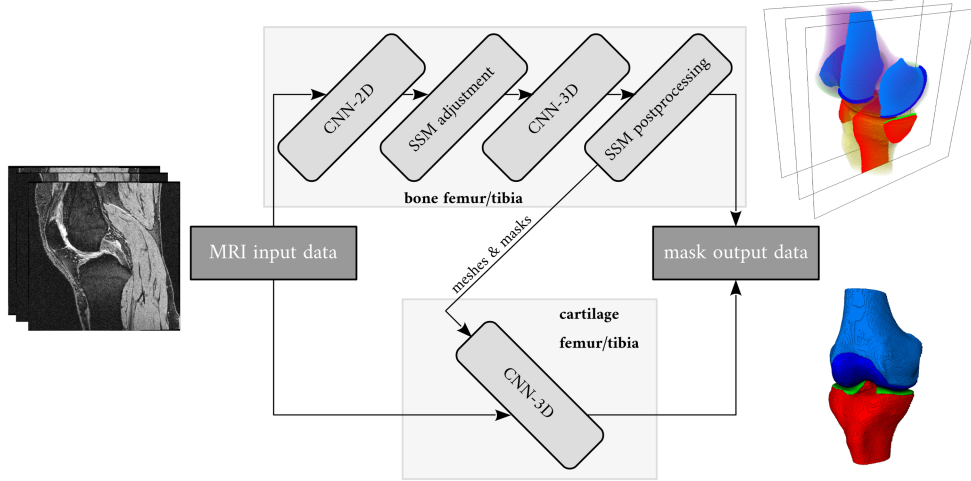 CNN-2D
SSM adjustment
CNN-3D
SSM postprocessing
bone femur/tibia
MRI input data
meshes & masks
mask output data
cartilage
femur/tibia
CNN-3D